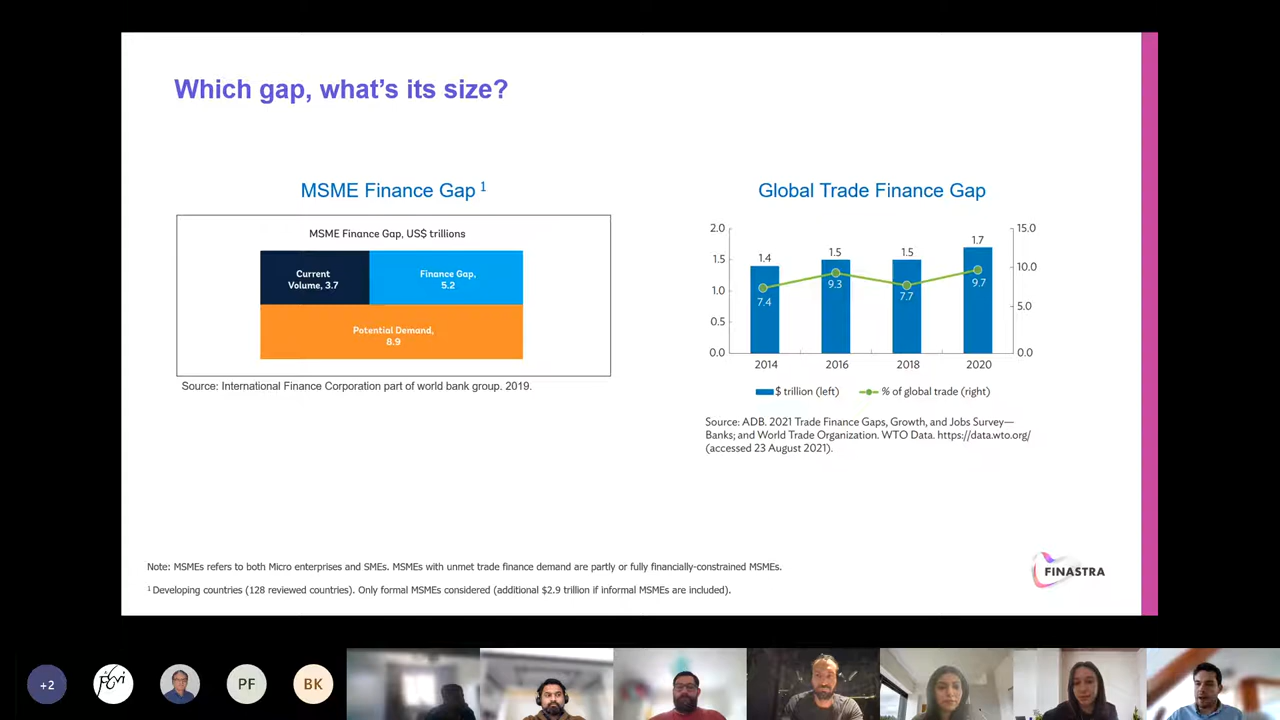 Which gap, what's its size?
MSME Finance Gap 1
MSME Finance Gap, US$ trillions
Current
Volume, 3.7
Finance Gap,
5.2
Potential Demand,
8.9
Source: International Finance Corporation part of world bank group. 2019.
Global Trade Finance Gap
2.0
1.5
1.0
0.5
0.0
15.0
10.0
5.0
0.0
1.4
1.5
1.5
1.7
7.4
9.3
7.7
9.7
2014
2016
2018
2020
$ trillion (left)
% of global trade (right)
Source: ADB. 2021 Trade Finance Gaps, Growth, and Jobs Survey—
Banks; and World Trade Organization. WTO Data. https://data.wto.org/
(accessed 23 August 2021).
Note: MSMEs refers to both Micro enterprises and SMEs. MSMEs with unmet trade finance demand are partly or fully financially-constrained MSMEs.
1 Developing countries (128 reviewed countries). Only formal MSMEs considered (additional $2.9 trillion if informal MSMEs are included).
FINASTRA
+2
PF
BK